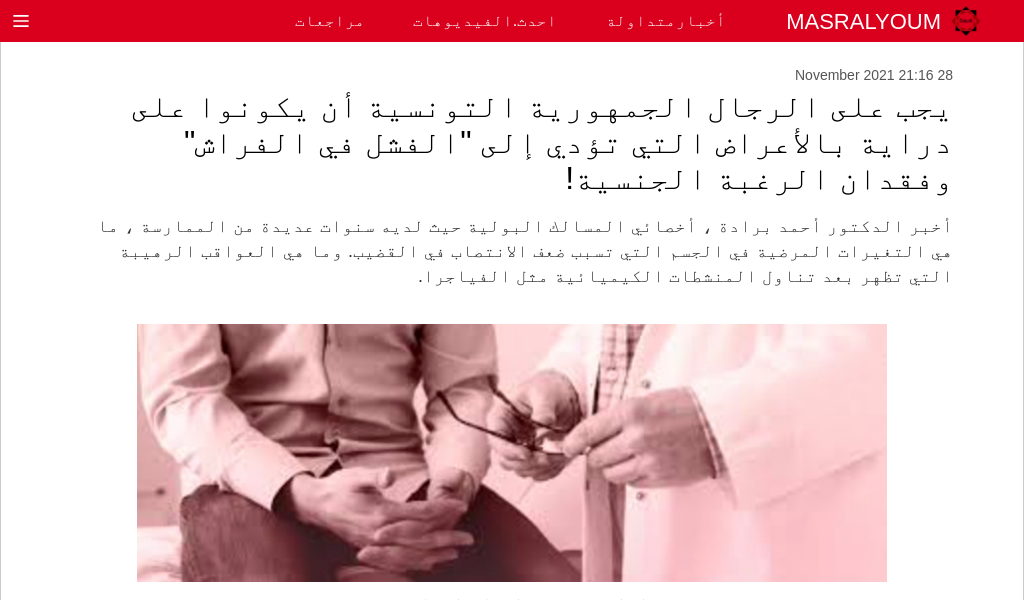 MASRALYOUM
أخبارمتداولة
احدث.الفيديوهات
مراجعات
28 November 2021 21:16
يجب على الرجال الجمهورية التونسية أن يكونوا على
دراية بالأعراض التي تؤدي إلى "الفشل في الفراش"
وفقدان الرغبة الجنسية!
أخبر الدكتور أحمد برادة ، أخصائي المسالك البولية حيث لديه سنوات عديدة من الممارسة ، ما
هي التغيرات المرضية في الجسم التي تسبب ضعف الانتصاب في القضيب. وما هي العواقب الرهيبة
التي تظهر بعد تناول المنشطات الكيميائية مثل الفياجرا.